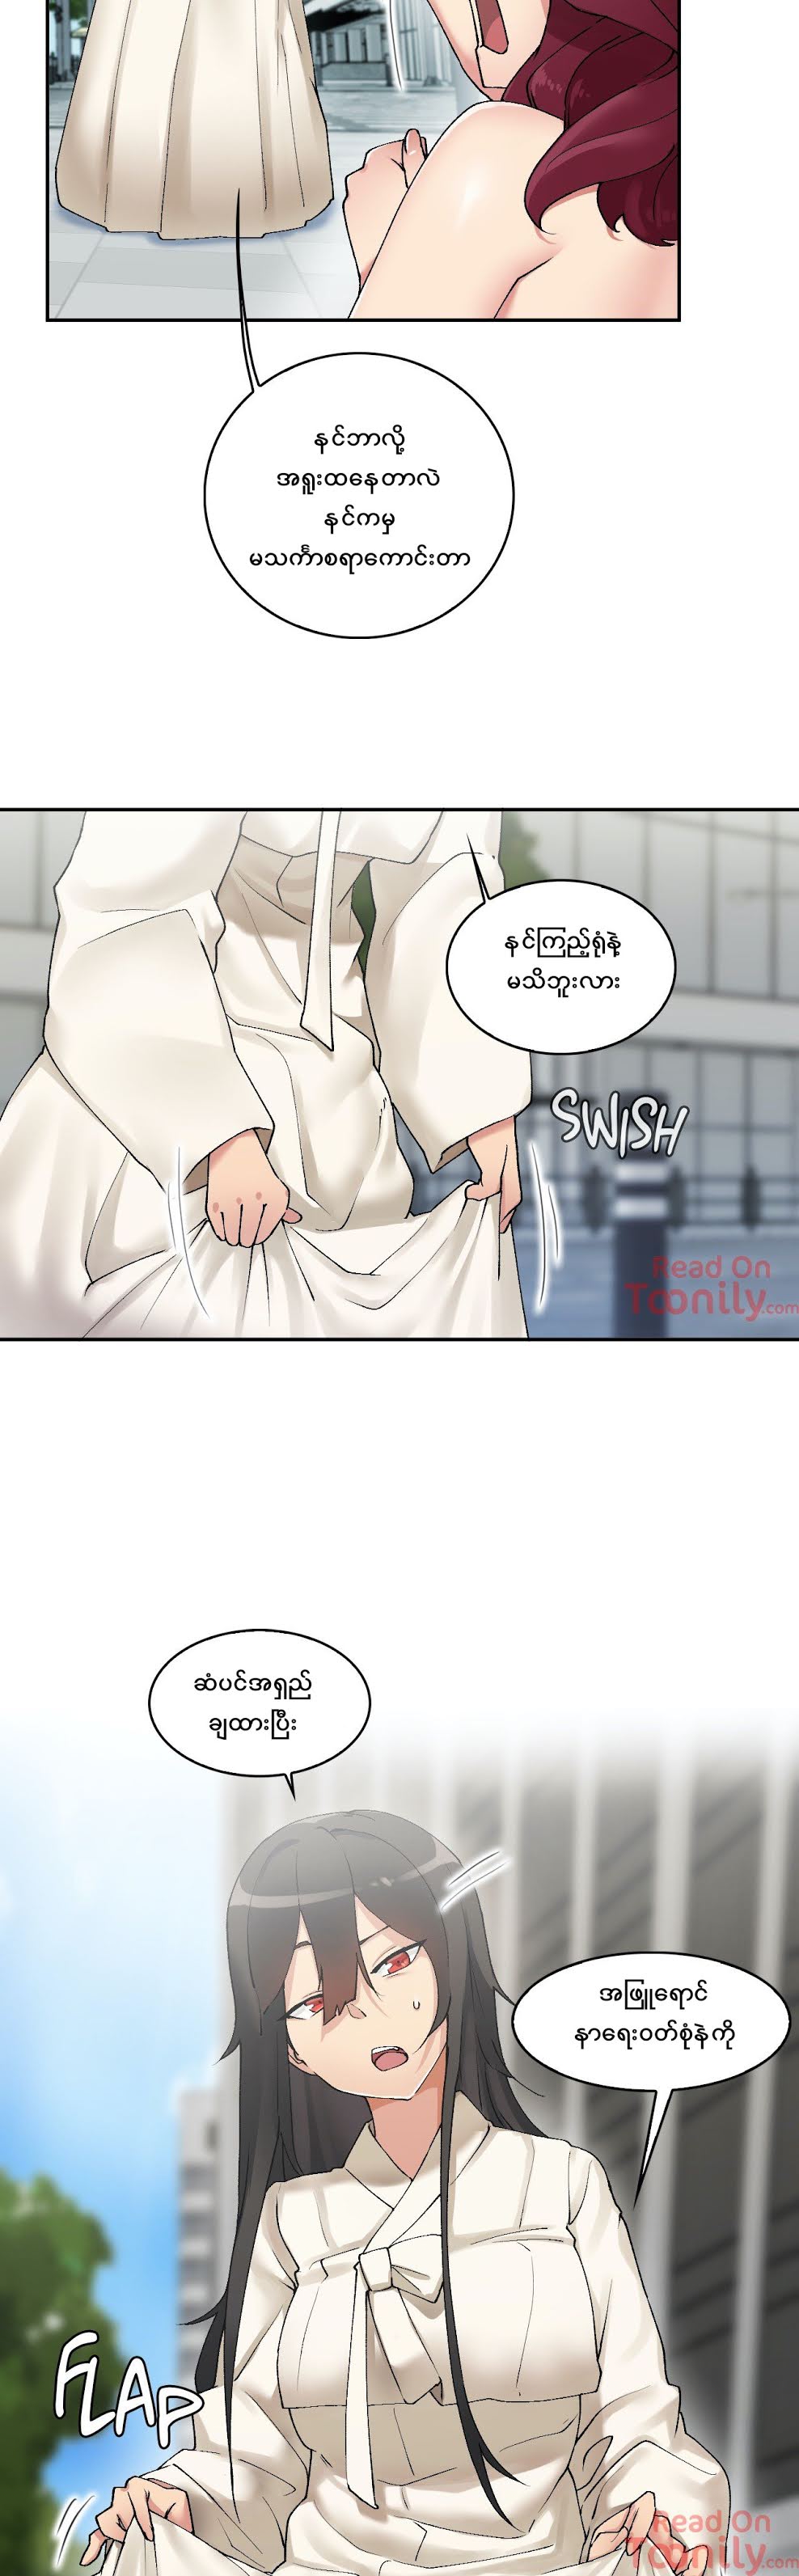 နင်ဘာလို့
အရူးထနေတာလဲ
နင်ကမှ
မသင်္ကာစရာကောင်းတာ
နင်ကြည့်ရုံနဲ့
မသိဘူးလား
SWISH
Read On
Toonily.com
ဆံပင်အရှည်
ချထားပြီး
အဖြူရောင်
နာရေးဝတ်စုံနဲကို
FLAP
Read On
Toonily.com